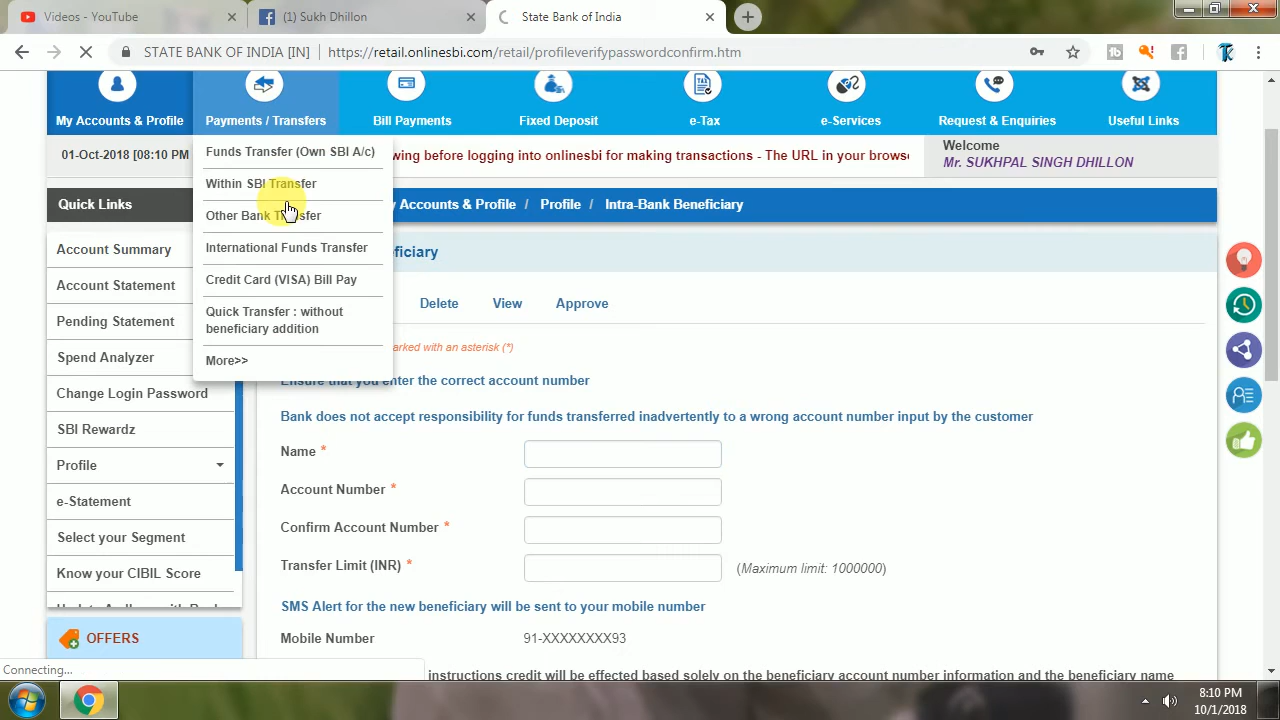 Videos - YouTube
(1) Sukh Dhillon
State Bank of India
STATE BANK OF INDIA [IN]
https://retail.onlinesbi.com/retail/profileverifypasswordconfirm.htm
My Accounts & Profile
Payments / Transfers
Bill Payments
Fixed Deposit
e-Tax
e-Services
Request & Enquiries
Useful Links
01-Oct-2018 [08:10 PM
wing before logging into onlinesbi for making transactions - The URL in your browse
Welcome
Mr. SUKHPAL SINGH DHILLON
Funds Transfer (Own SBI A/c)
Within SBI Transfer
Other Bank Transfer
International Funds Transfer
Credit Card (VISA) Bill Pay
Quick Transfer : without
beneficiary addition
More>>
Quick Links
Accounts & Profile / Profile / Intra-Bank Beneficiary
Account Summary
Account Statement
Pending Statement
Spend Analyzer
Change Login Password
SBI Rewardz
Profile
e-Statement
Select your Segment
Know your CIBIL Score
OFFERS
eficiary
Delete
View
Approve
arked with an asterisk (*)
Ensure that you enter the correct account number
Bank does not accept responsibility for funds transferred inadvertently to a wrong account number input by the customer
Name *
Account Number *
Confirm Account Number *
Transfer Limit (INR) *
(Maximum limit: 1000000)
SMS Alert for the new beneficiary will be sent to your mobile number
Mobile Number
91-XXXXXXXX93
instructions credit will be effected based solely on the beneficiary account number information and the beneficiary name
Connecting...
8:10 PM
10/1/2018